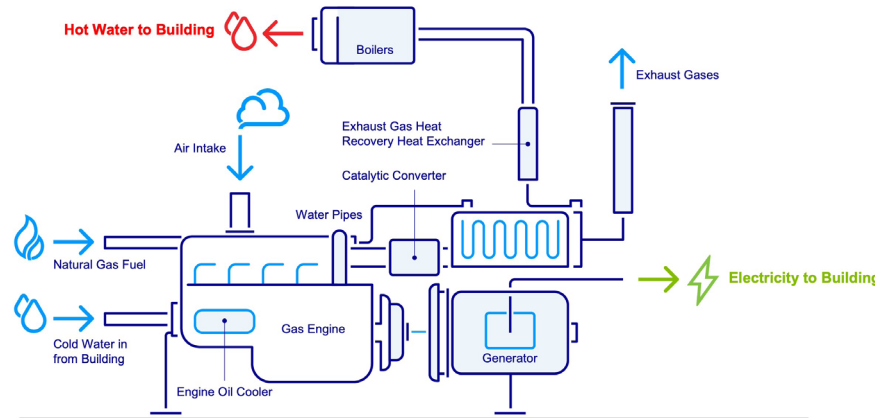 Hot Water to Building
Boilers
Exhaust Gases
Air Intake
Exhaust Gas Heat
Recovery Heat Exchanger
Catalytic Converter
Water Pipes
Natural Gas Fuel
Electricity to Building
Gas Engine
Generator
Cold Water in
from Building
Engine Oil Cooler